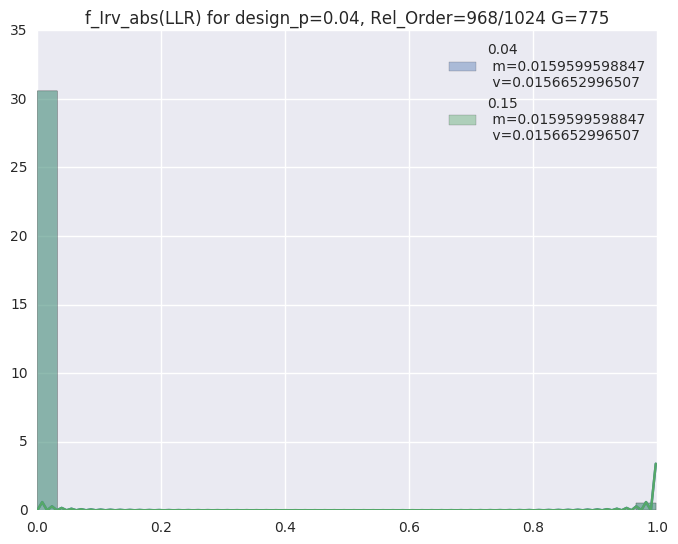 f_Irv_abs(LLR) for design_p=0.04, Rel_Order=968/1024 G=775
35
30
25
20
15
10
5
0
0.04
m=0.0159599598847
v=0.0156652996507
0.15
m=0.0159599598847
v=0.0156652996507
0.0 0.2 0.4 0.6 0.8 1.0